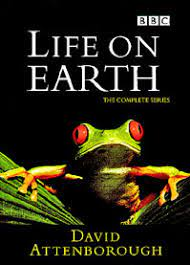 BBC
LIFE ON
EARTH
THE COMPLETE SERIES
DAVID
ATTENBOROUGH